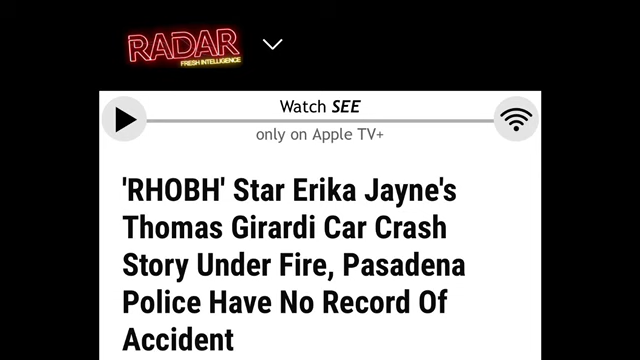 RADAR
FRESH INTELLIGENCE
Watch SEE
only on Apple TV+
'RHOBH' Star Erika Jayne's
Thomas Girardi Car Crash
Story Under Fire, Pasadena
Police Have No Record Of
Accident